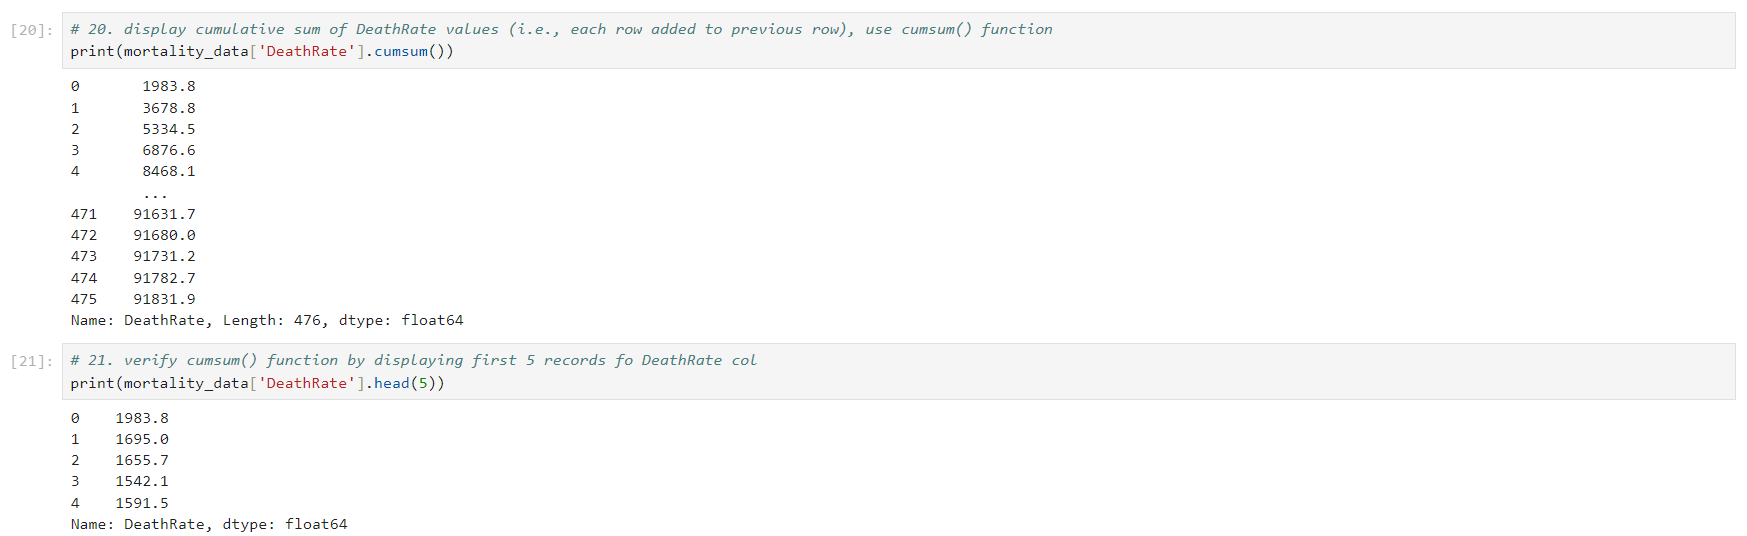 [20]: # 20. display cumulative sum of DeathRate values (i.e., each row added to previous row), use cumsum() function
print(mortality_data['DeathRate'].cumsum())
0       1983.8
1       3678.8
2       5334.5
3       6876.6
4       8468.1
        ...
471    91631.7
472    91680.0
473    91731.2
474    91782.7
475    91831.9
Name: DeathRate, Length: 476, dtype: float64
[21]: # 21. verify cumsum() function by displaying first 5 records fo DeathRate col
print(mortality_data['DeathRate'].head(5))
0    1983.8
1    1695.0
2    1655.7
3    1542.1
4    1591.5
Name: DeathRate, dtype: float64